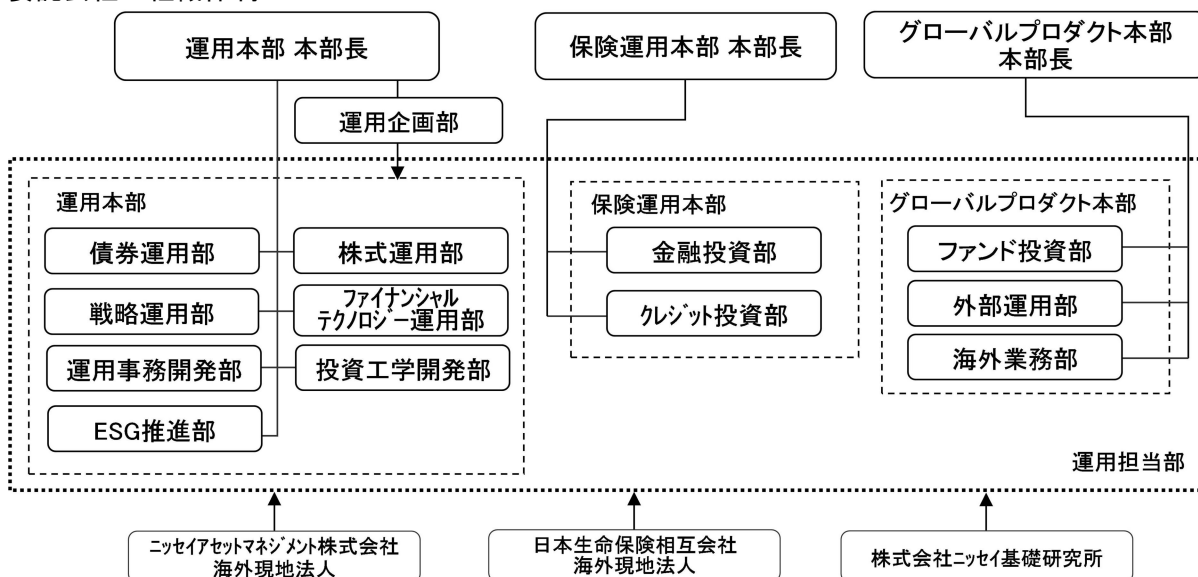 運用本部 本部長
保険運用本部 本部長
グローバルプロダクト本部
本部長
運用企画部
運用本部
債券運用部
株式運用部
戦略運用部
ファイナンシャル
テクノロジー運用部
運用事務開発部
投資工学開発部
ESG推進部
保険運用本部
金融投資部
クレジット投資部
グローバルプロダクト本部
ファンド投資部
外部運用部
海外業務部
運用担当部
ニッセイアセットマネジメント株式会社
海外現地法人
日本生命保険相互会社
海外現地法人
株式会社ニッセイ基礎研究所